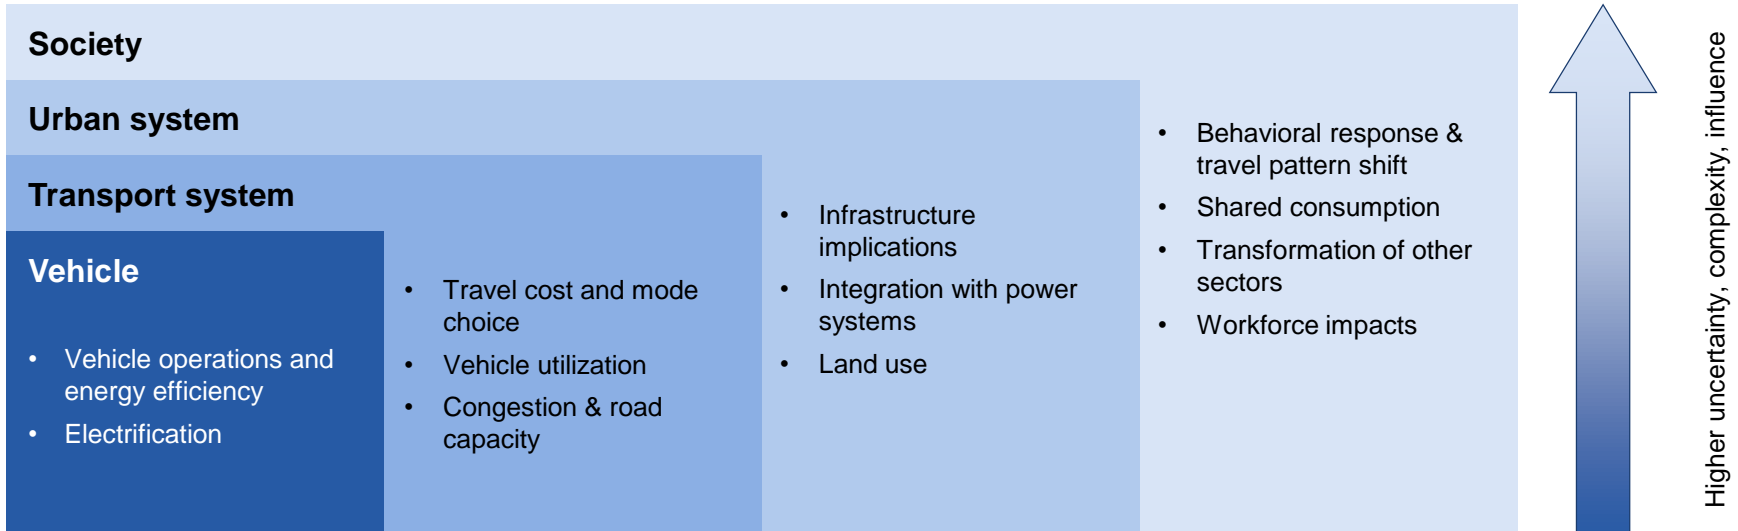 Society
Urban system
Transport system
Vehicle
• Vehicle operations and
energy efficiency
• Electrification
• Travel cost and mode
choice
• Vehicle utilization
• Congestion & road
capacity
• Infrastructure
implications
• Integration with power
systems
• Land use
• Behavioral response &
travel pattern shift
• Shared consumption
• Transformation of other
sectors
• Workforce impacts
Higher uncertainty, complexity, influence